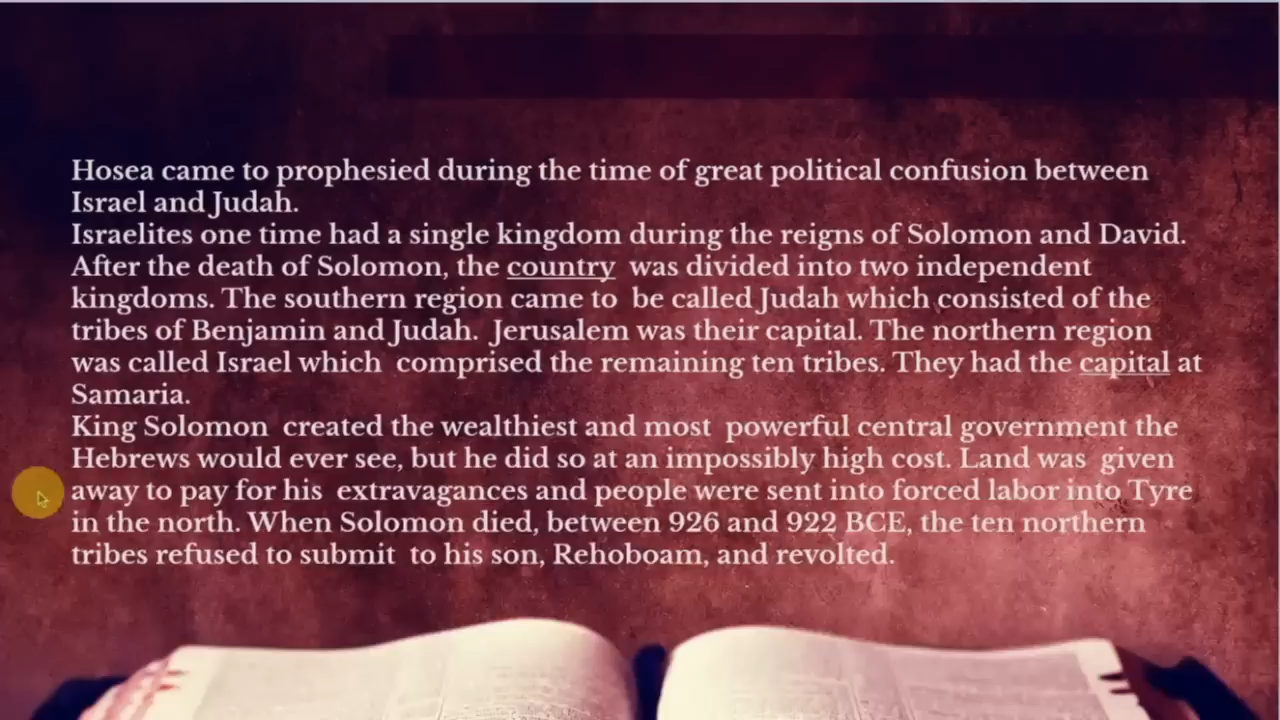 Hosea came to prophesied during the time of great political confusion between
Israel and Judah.
Israelites one time had a single kingdom during the reigns of Solomon and David.
After the death of Solomon, the country was divided into two independent
kingdoms. The southern region came to be called Judah which consisted of the
tribes of Benjamin and Judah. Jerusalem was their capital. The northern region
was called Israel which comprised the remaining ten tribes. They had the capital at
Samaria.
King Solomon created the wealthiest and most powerful central government the
Hebrews would ever see, but he did so at an impossibly high cost. Land was given
away to pay for his extravagances and people were sent into forced labor into Tyre
in the north. When Solomon died, between 926 and 922 BCE, the ten northern
tribes refused to submit to his son, Rehoboam, and revolted.